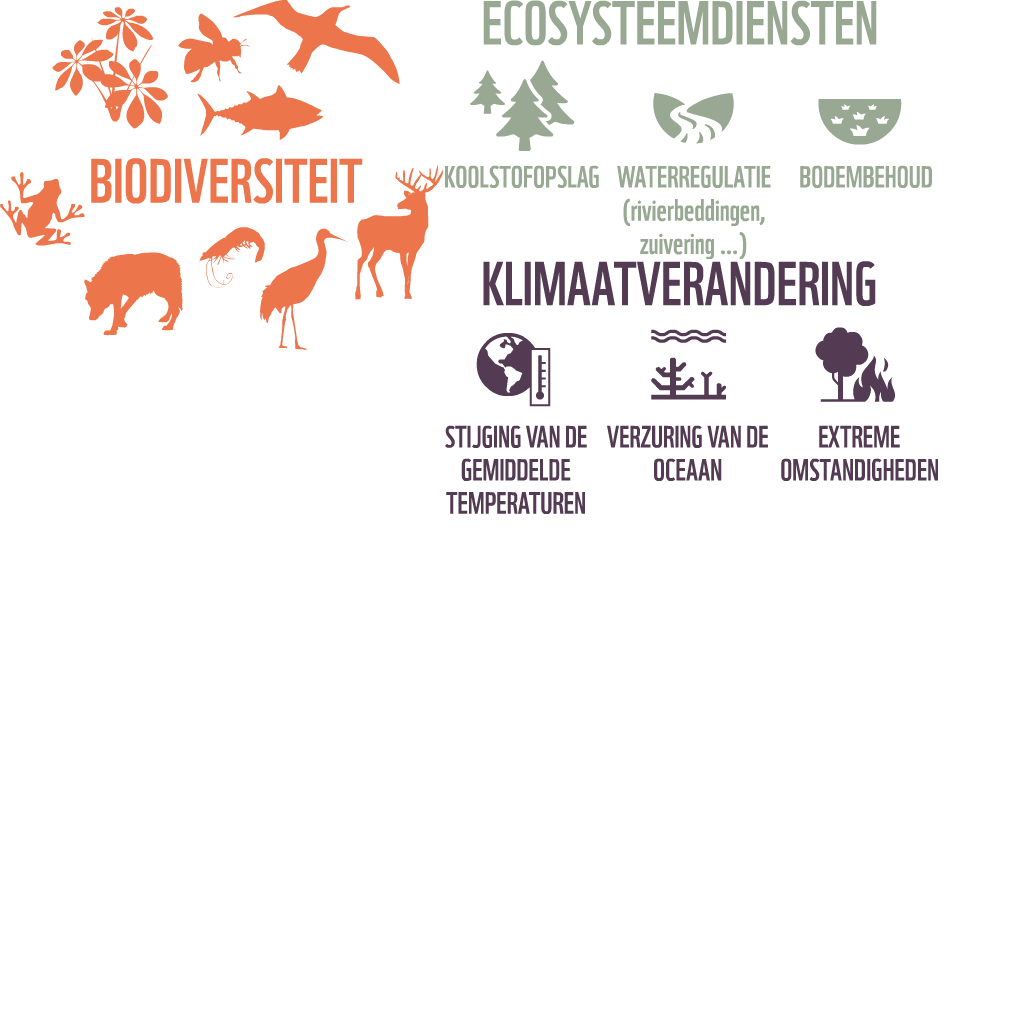 ECOSYSTEEMDIENSTEN
BIODIVERSITEIT
KOOLSTOFOPSLAG
WATERREGULATIE
(rivierbeddingen,
zuivering ...)
BODEMBEHOUD
KLIMAATVERANDERING
STIJGING VAN DE
GEMIDDELDE
TEMPERATUREN
VERZURING VAN DE
OCEAAN
EXTREME
OMSTANDIGHEDEN